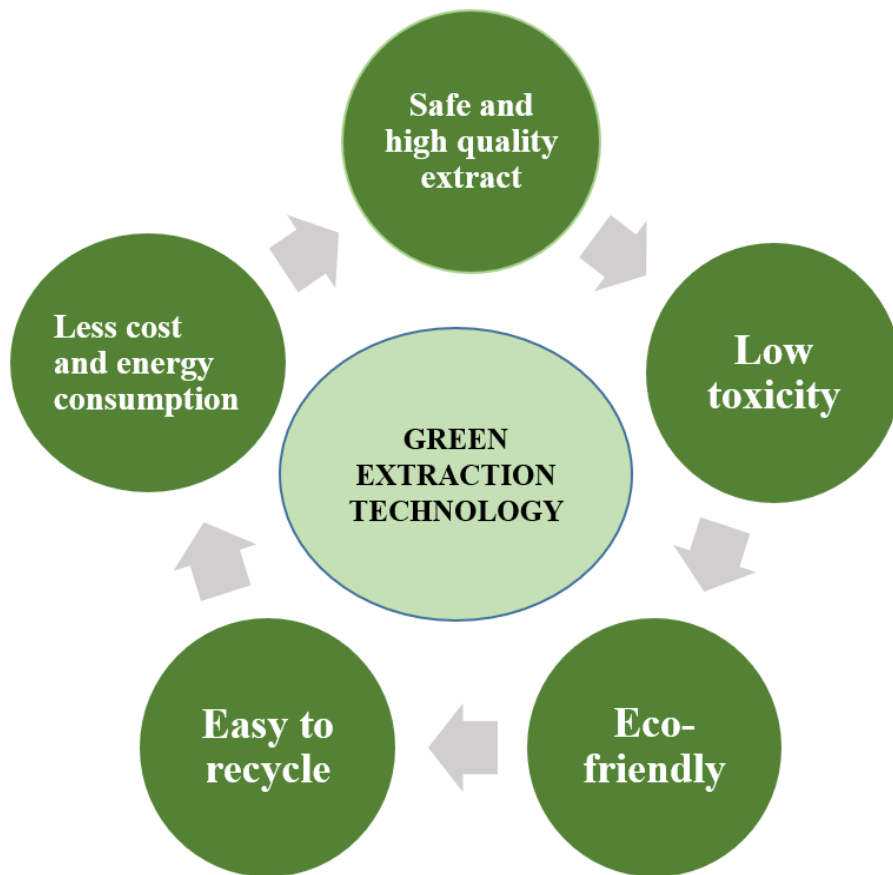 Safe and
high quality
extract
Low
toxicity
Eco-
friendly
Easy to
recycle
Less cost
and energy
consumption
GREEN
EXTRACTION
TECHNOLOGY